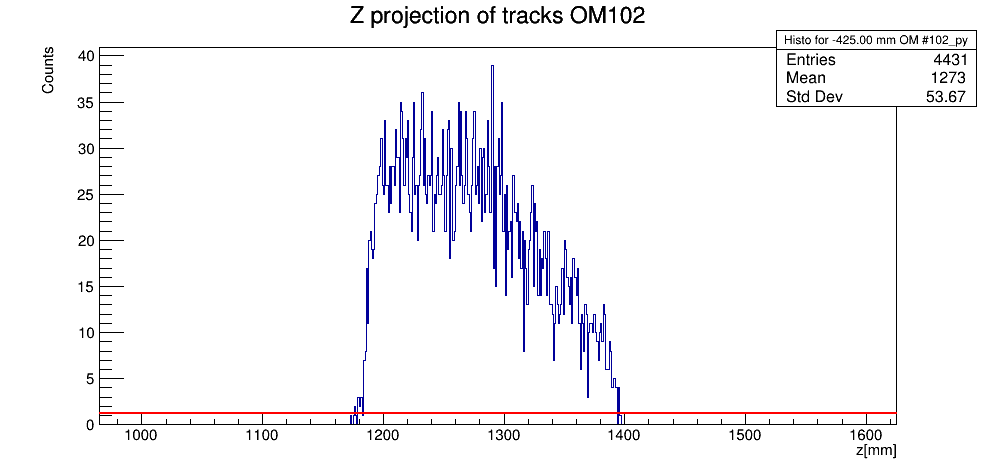 Z projection of tracks OM102
Histo for -425.00 mm OM #102_py
Entries 4431
Mean 1273
Std Dev 53.67
Counts
40
35
30
25
20
15
10
5
0
1000 1100 1200 1300 1400 1500 1600
z[mm]